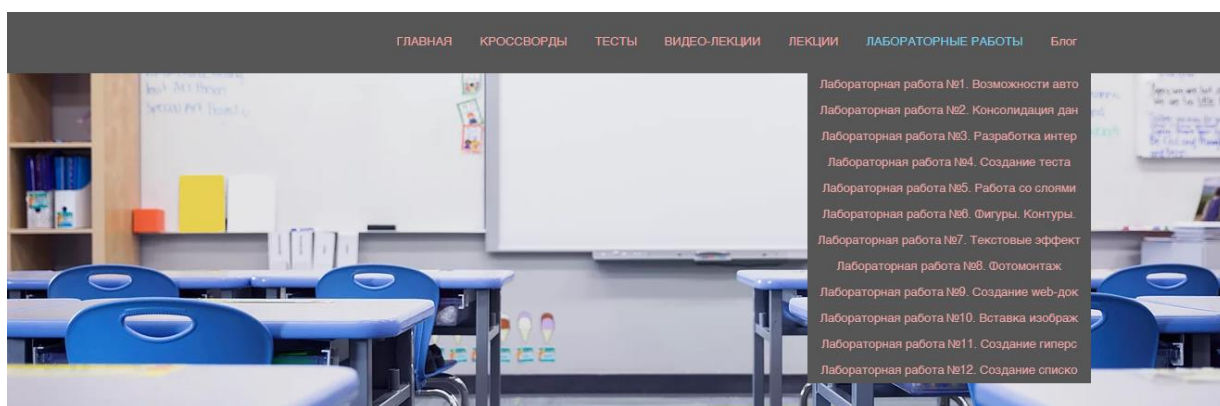 ГЛАВНАЯ КРОССВОРДЫ ТЕСТЫ ВИДЕО-ЛЕКЦИИ ЛЕКЦИИ ЛАБОРАТОРНЫЕ РАБОТЫ Блог
Лабораторная работа №1. Возможности авто
Лабораторная работа №2. Консолидация дан
Лабораторная работа №3. Разработка интер
Лабораторная работа №4. Создание теста
Лабораторная работа №5. Работа со слоями
Лабораторная работа №6. Фигуры. Контуры.
Лабораторная работа №7. Текстовые эффект
Лабораторная работа №8. Фотомонтаж
Лабораторная работа №9. Создание web-док
Лабораторная работа №10. Вставка изображ
Лабораторная работа №11. Создание гиперс
Лабораторная работа №12. Создание списко